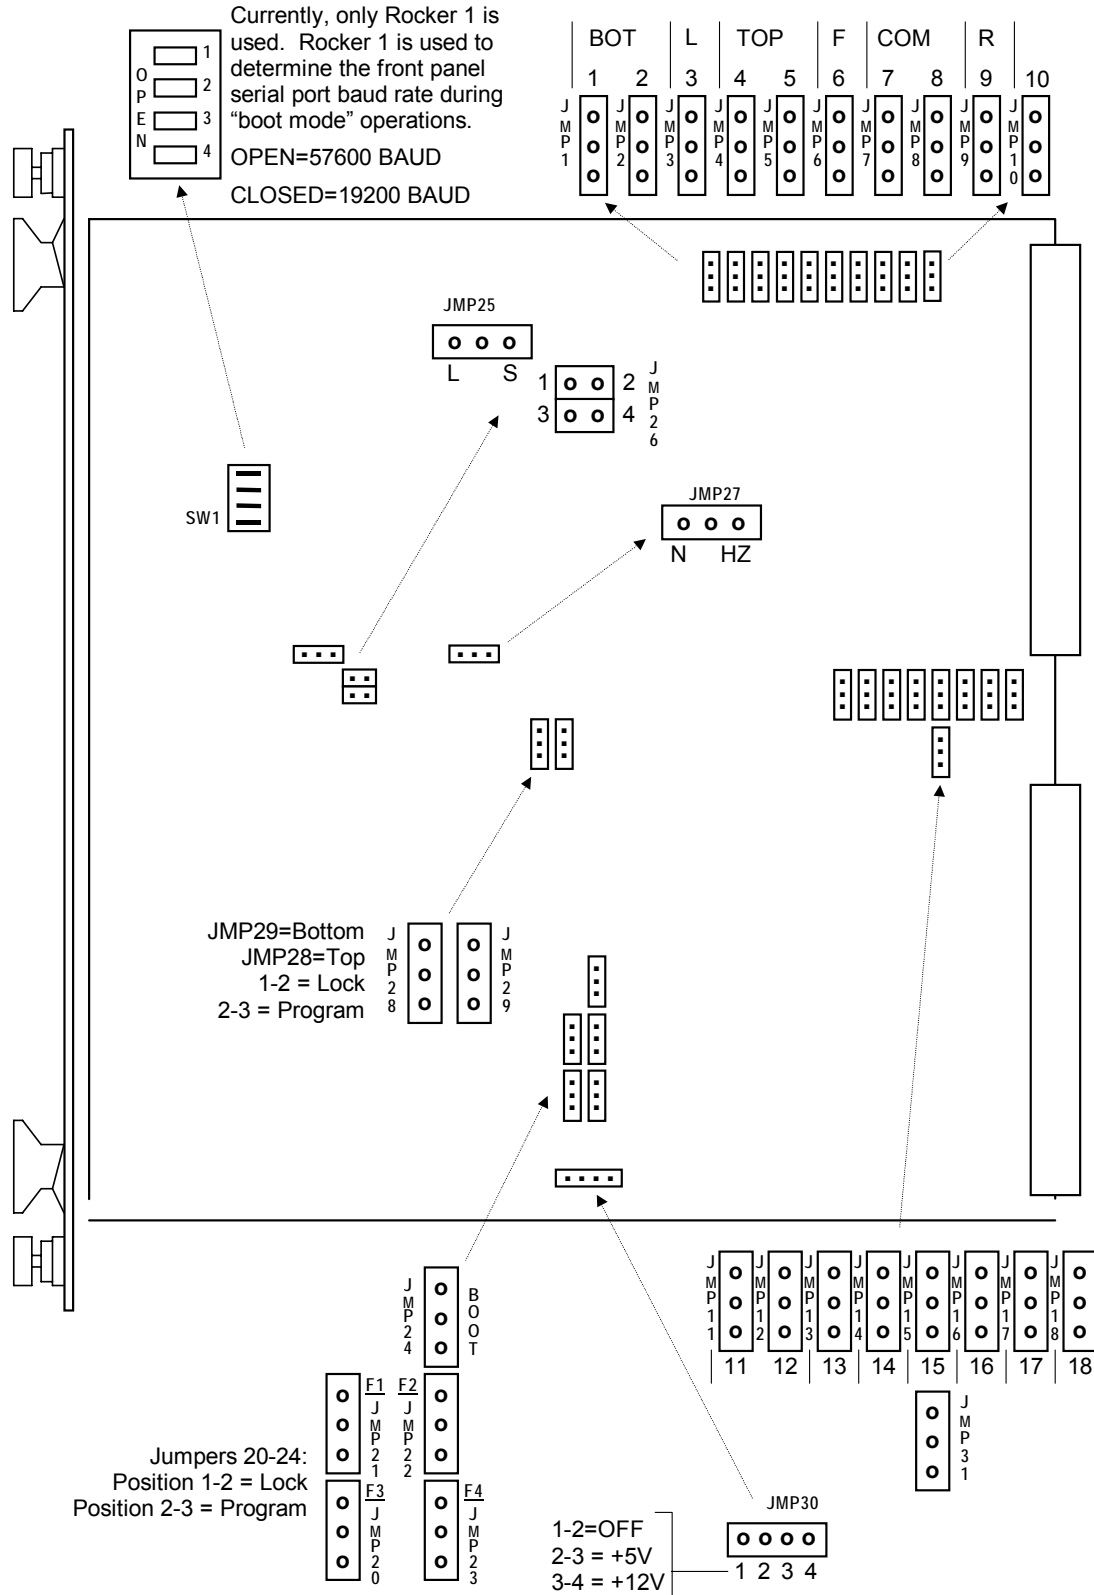 Currently, only Rocker 1 is
used. Rocker 1 is used to
determine the front panel
serial port baud rate during
“boot mode” operations.
OPEN=57600 BAUD
CLOSED=19200 BAUD
OPEN
1
2
3
4
BOT L TOP F COM R
1 2 3 4 5 6 7 8 9 10
JMP1 JMP2 JMP3 JMP4 JMP5 JMP6 JMP7 JMP8 JMP9 JMP10
JMP25
L S
1 2
3 4
JMP26
SW1
JMP27
N HZ
JMP29=Bottom
JMP28=Top
1-2 = Lock
2-3 = Program
JMP28
JMP29
JMP24
BOOT
F1 JMP21
F2 JMP22
F3 JMP20
F4 JMP23
Jumpers 20-24:
Position 1-2 = Lock
Position 2-3 = Program
JMP11 JMP12 JMP13 JMP14 JMP15 JMP16 JMP17 JMP18
11 12 13 14 15 16 17 18
JMP31
JMP30
1-2=OFF
2-3 = +5V
3-4 = +12V
1 2 3 4